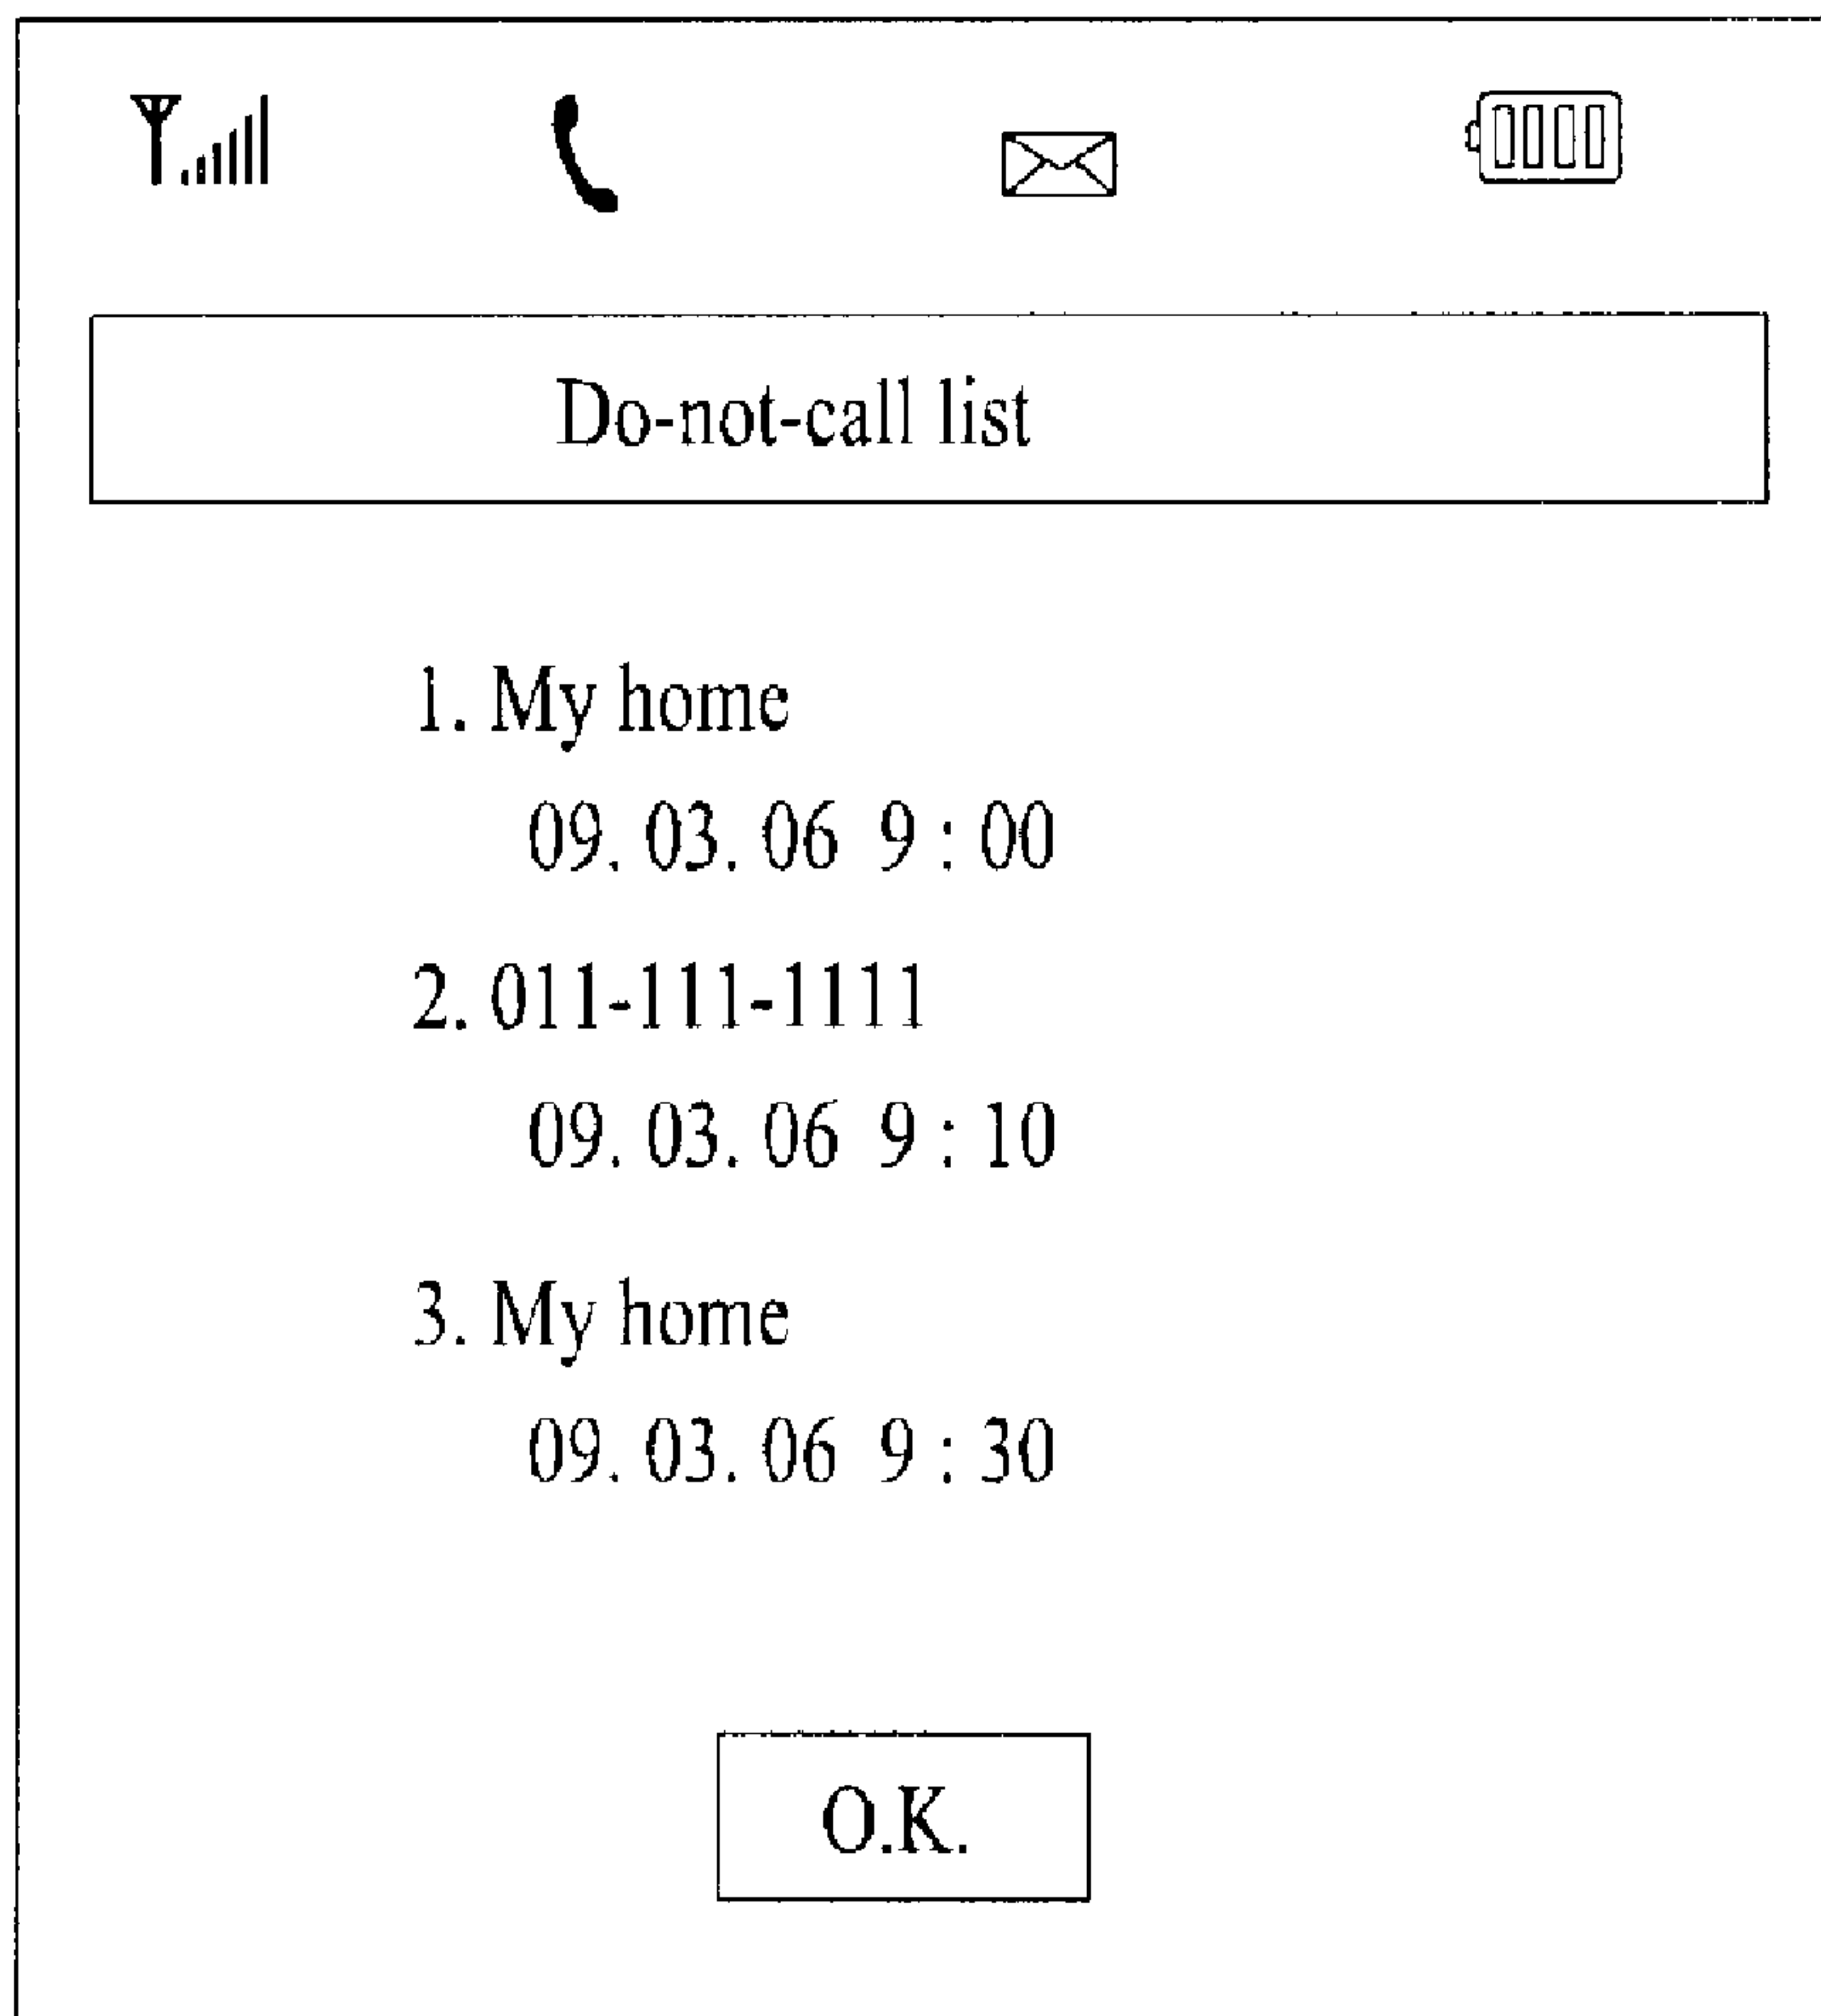 Do-not-call list
1. My home
09. 03. 06 9 : 00
2. 011-111-1111
09. 03. 06 9 : 10
3. My home
09. 03. 06 9 : 30
O.K.